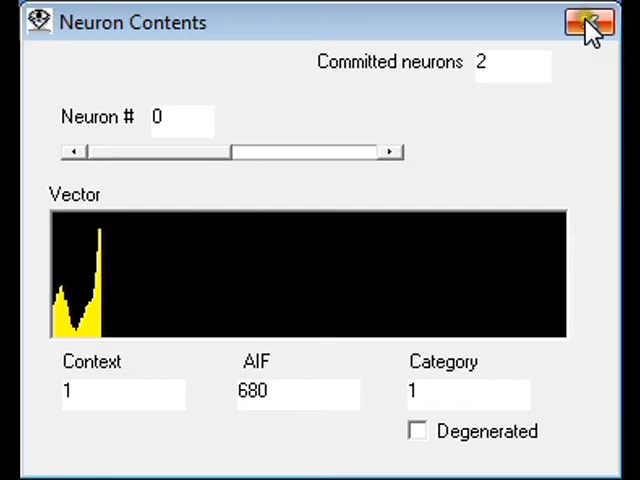 Neuron Contents
Committed neurons 2
Neuron # 0
Vector
Context AIF Category
1 680 1
Degenerated